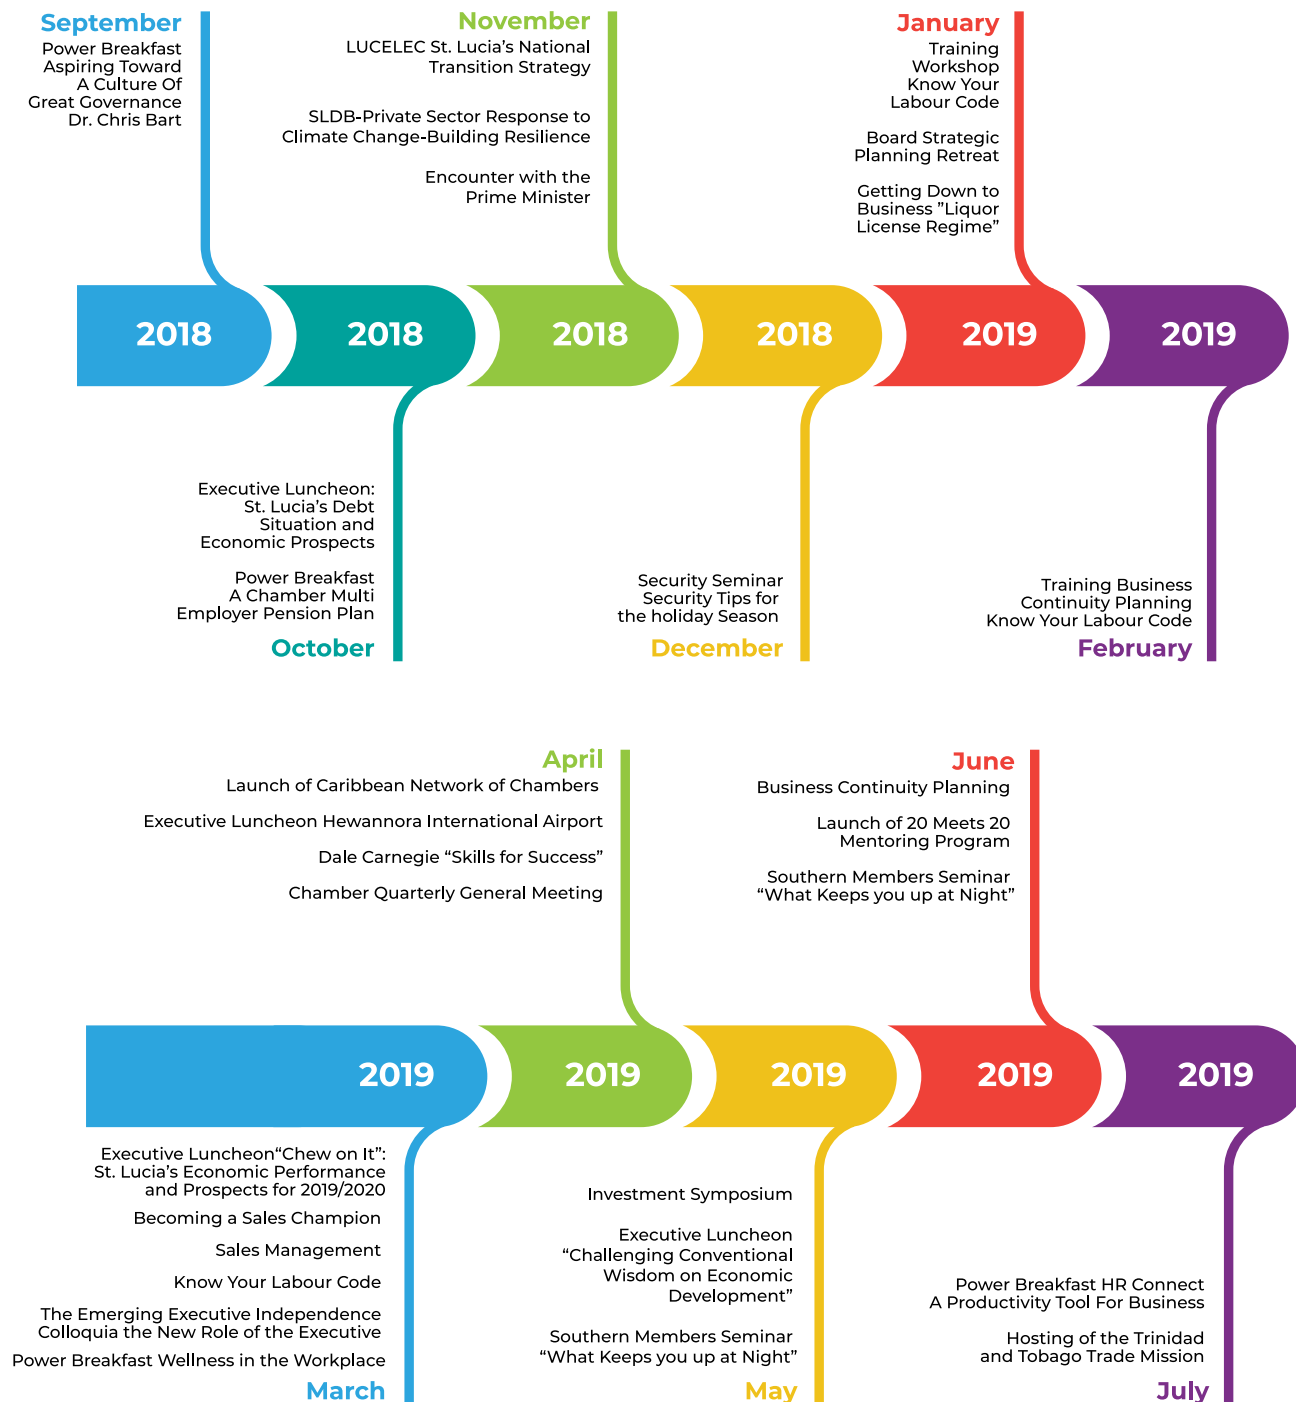 September
Power Breakfast
Aspiring Toward
A Culture Of
Great Governance
Dr. Chris Bart
November
LUCELEC St. Lucia’s National
Transition Strategy
SLDB-Private Sector Response to
Climate Change-Building Resilience
Encounter with the
Prime Minister
January
Training
Workshop
Know Your
Labour Code
Board Strategic
Planning Retreat
Getting Down to
Business ”Liquor
License Regime”
2018
2018
2018
2018
2019
2019
Executive Luncheon:
St. Lucia’s Debt
Situation and
Economic Prospects
Power Breakfast
A Chamber Multi
Employer Pension Plan
October
Security Seminar
Security Tips for
the holiday Season
December
Training Business
Continuity Planning
Know Your Labour Code
February
April
Launch of Caribbean Network of Chambers
Executive Luncheon Hewannora International Airport
Dale Carnegie “Skills for Success”
Chamber Quarterly General Meeting
June
Business Continuity Planning
Launch of 20 Meets 20
Mentoring Program
Southern Members Seminar
“What Keeps you up at Night”
2019
2019
2019
2019
2019
Executive Luncheon“Chew on It”:
St. Lucia’s Economic Performance
and Prospects for 2019/2020
Becoming a Sales Champion
Sales Management
Know Your Labour Code
The Emerging Executive Independence
Colloquia the New Role of the Executive
Power Breakfast Wellness in the Workplace
March
Investment Symposium
Executive Luncheon
“Challenging Conventional
Wisdom on Economic
Development”
Southern Members Seminar
“What Keeps you up at Night”
May
Power Breakfast HR Connect
A Productivity Tool For Business
Hosting of the Trinidad
and Tobago Trade Mission
July